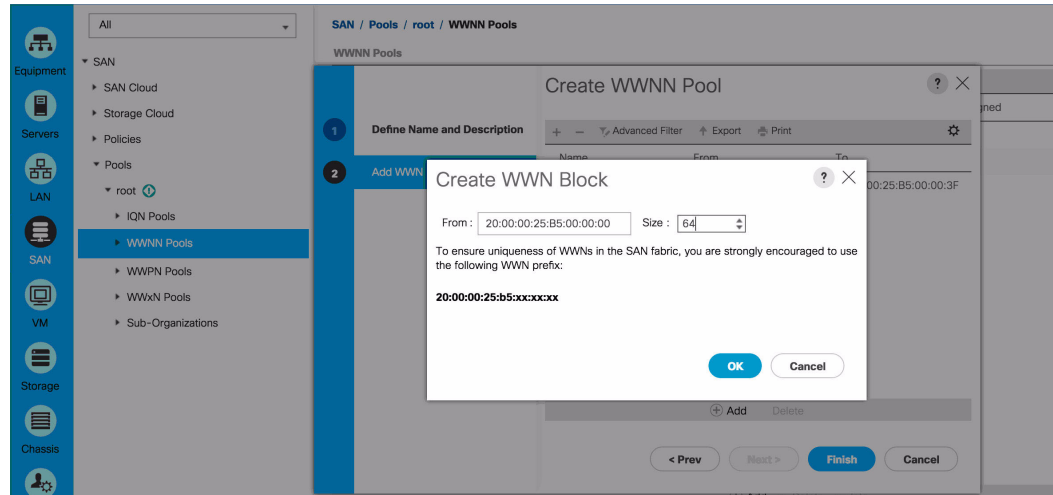 All
SAN / Pools / root / WWNN Pools
WWNN Pools
Equipment
Servers
LAN
SAN
VM
Storage
Chassis
SAN
SAN Cloud
Storage Cloud
Policies
Pools
root
IQN Pools
WWNN Pools
WWPN Pools
WWxN Pools
Sub-Organizations
1
Define Name and Description
2
Add WWN
Create WWNN Pool
?
+ − Advanced Filter Export Print
Name From To
00:25:B5:00:00:3F
gned
Create WWN Block
?
From : 20:00:00:25:B5:00:00:00 Size : 64
To ensure uniqueness of WWNs in the SAN fabric, you are strongly encouraged to use
the following WWN prefix:
20:00:00:25:b5:xx:xx:xx
OK Cancel
Add Delete
< Prev Next > Finish Cancel